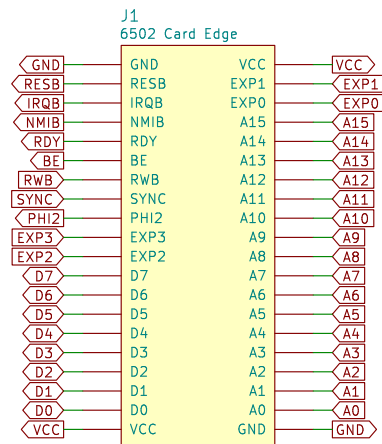 J1
6502 Card Edge
GND GND VCC VCC
RESB RESB EXP1 EXP1
IRQB IRQB EXP0 EXP0
NMIB NMIB A15 A15
RDY RDY A14 A14
BE BE A13 A13
RWB RWB A12 A12
SYNC SYNC A11 A11
PHI2 PHI2 A10 A10
EXP3 EXP3 A9 A9
EXP2 EXP2 A8 A8
D7 D7 A7 A7
D6 D6 A6 A6
D5 D5 A5 A5
D4 D4 A4 A4
D3 D3 A3 A3
D2 D2 A2 A2
D1 D1 A1 A1
D0 D0 A0 A0
VCC VCC GND GND